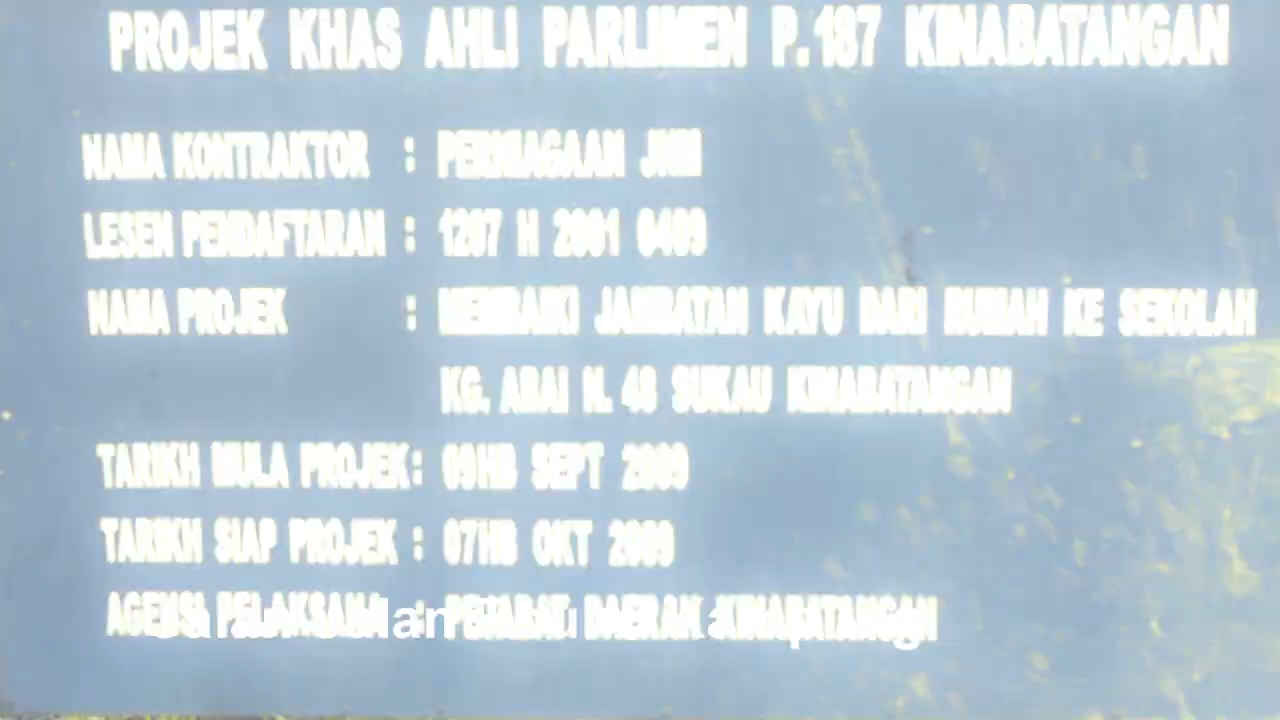 PROJEK KHAS AHLI PARLIMEN P.187 KINABATANGAN
NAMA KONTRAKTOR : PERNIAGAAN JMM
LESEN PENDAFTARAN : 1207 H 2001 0409
NAMA PROJEK : MEMBAIKI JAMBATAN KAYU DARI RUMAH KE SEKOLAH
KG. ABAI N. 48 SUKAU KINABATANGAN
TARIKH MULA PROJEK : 09HB SEPT 2009
TARIKH SIAP PROJEK : 07HB OKT 2009
AGENSI PELAKSANA : PEJABAT DAERAH KINABATANGAN